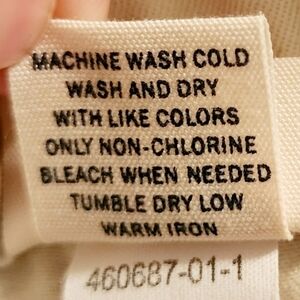 MACHINE WASH COLD
WASH AND DRY
WITH LIKE COLORS
ONLY NON-CHLORINE
BLEACH WHEN NEEDED
TUMBLE DRY LOW
WARM IRON
460687-01-1